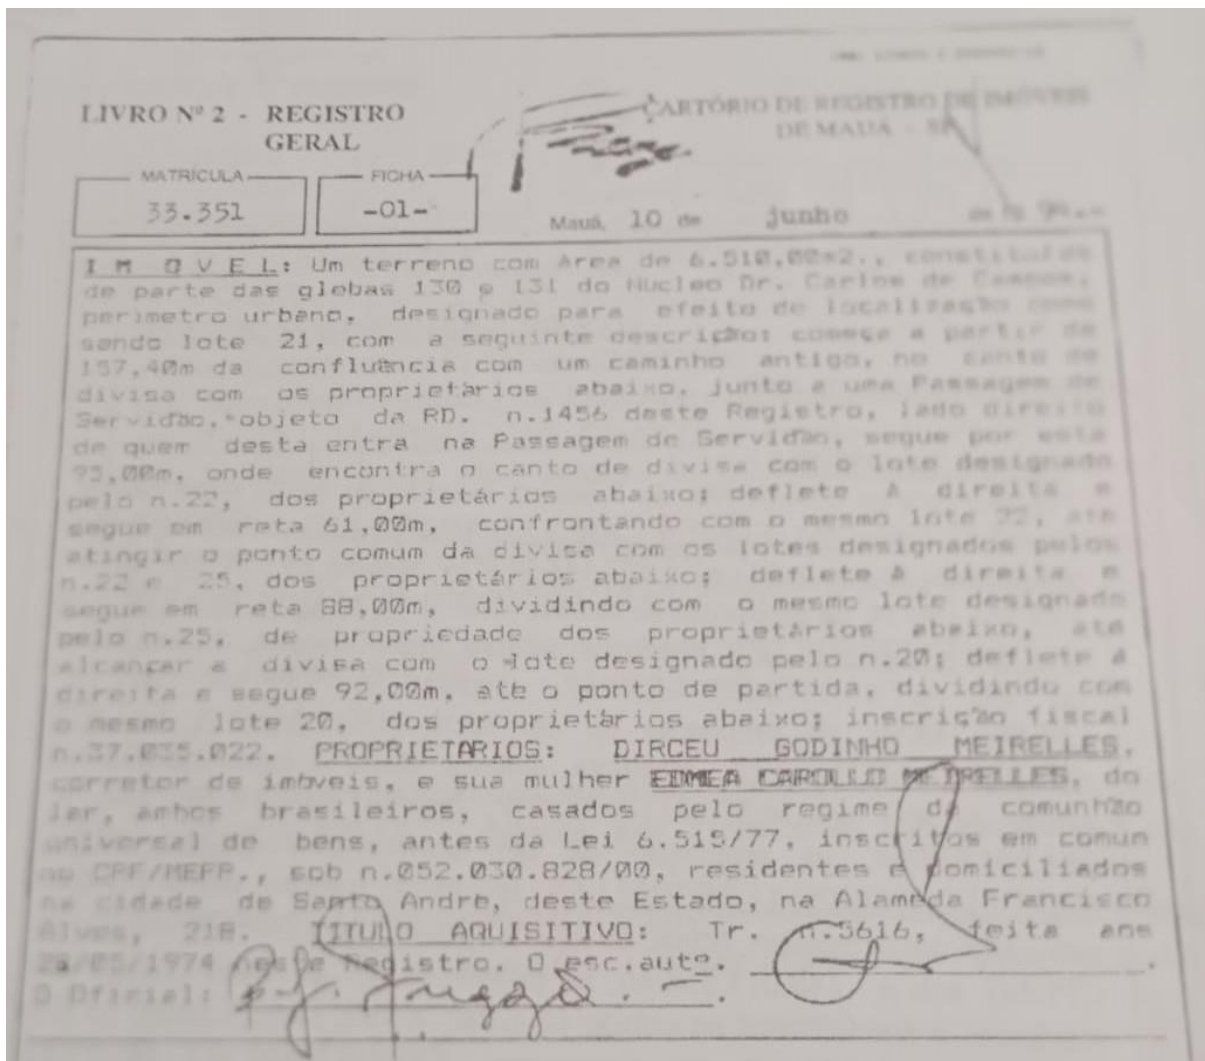 LIVRO Nº 2 - REGISTRO
GERAL
CARTÓRIO DE REGISTRO DE IMÓVEIS
DE MAUÁ - SP
MATRÍCULA
33.351
FICHA
-01-
Mauá, 10 de junho de 19
I M O V E L: Um terreno com área de 6.510,00m2., constituído
de parte das glebas 130 e 131 do Núcleo Dr. Carlos de Campos,
perimetro urbano, designado para efeito de localização como
sendo lote 21, com a seguinte descrição: começa a partir de
157,40m da confluência com um caminho antigo, no canto de
divisa com os proprietários abaixo, junto a uma Passagem de
Servidão, objeto da RD. n.1456 deste Registro, lado direito
de quem desta entra na Passagem de Servidão, segue por esta
93,00m, onde encontra o canto de divisa com o lote designado
pelo n.22, dos proprietários abaixo; deflete à direita e
segue em reta 61,00m, confrontando com o mesmo lote 22, até
atingir o ponto comum da divisa com os lotes designados pelos
n.22 e 25, dos proprietários abaixo; deflete à direita e
segue em reta 88,00m, dividindo com o mesmo lote designado
pelo n.25, de propriedade dos proprietários abaixo, até
alcançar a divisa com o lote designado pelo n.20; deflete à
direita e segue 92,00m, até o ponto de partida, dividindo com
o mesmo lote 20, dos proprietários abaixo; inscrição fiscal
n.37.035.022. PROPRIETARIOS: DIRCEU GODINHO MEIRELLES,
corretor de imóveis, e sua mulher EDMEA CAROLLO MEIRELLES, do
lar, ambos brasileiros, casados pelo regime da comunhão
universal de bens, antes da Lei 6.515/77, inscritos em comum
no CPF/MEFP., sob n.052.030.828/00, residentes e domiciliados
na cidade de Santo André, deste Estado, na Alameda Francisco
Alves, 218. TITULO AQUISITIVO: Tr. n.5616, feita aos
/05/1974 neste Registro. O esc.autº.
O Oficial: